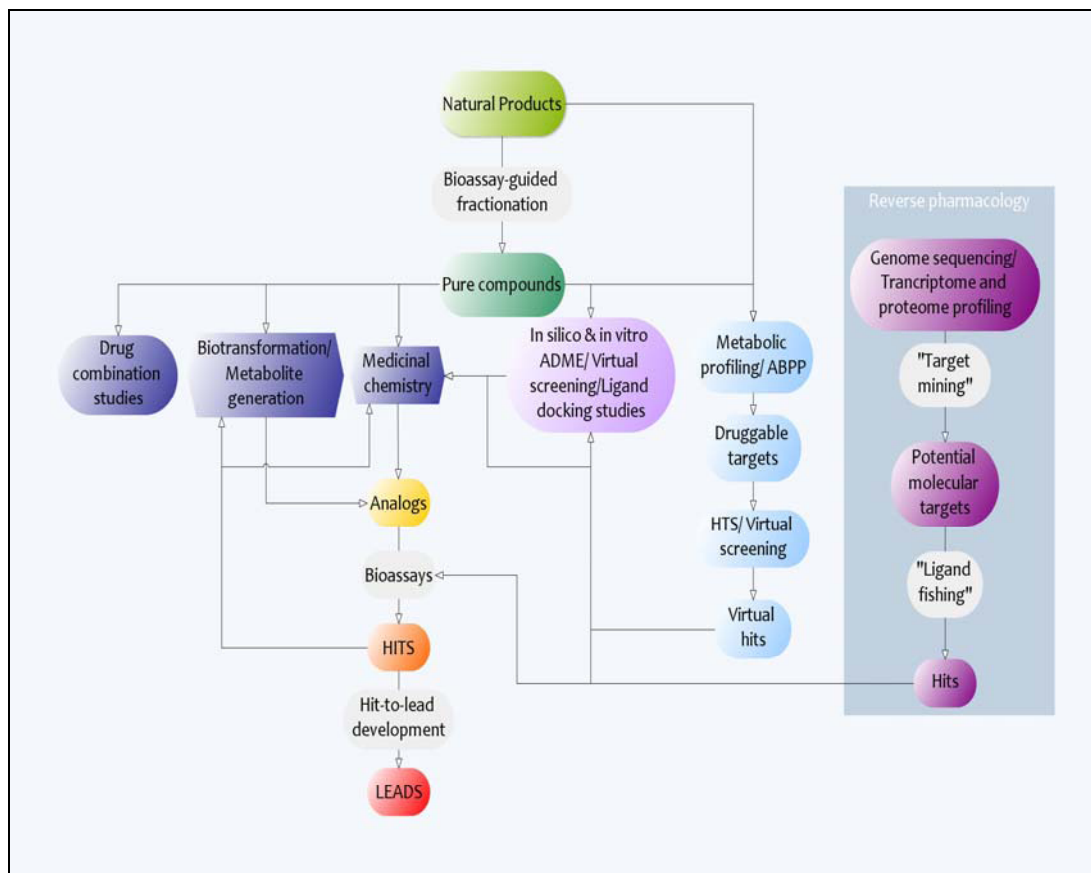 Natural Products
Bioassay-guided
fractionation
Reverse pharmacology
Genome sequencing/
Trancriptome and
proteome profiling
Pure compounds
Drug
combination
studies
Biotransformation/
Metabolite
generation
Medicinal
chemistry
In silico & in vitro
ADME/ Virtual
screening/Ligand
docking studies
Metabolic
profiling/ ABPP
"Target
mining"
Druggable
targets
Potential
molecular
targets
Analogs
HTS/ Virtual
screening
Bioassays
"Ligand
fishing"
Virtual
hits
HITS
Hits
Hit-to-lead
development
LEADS